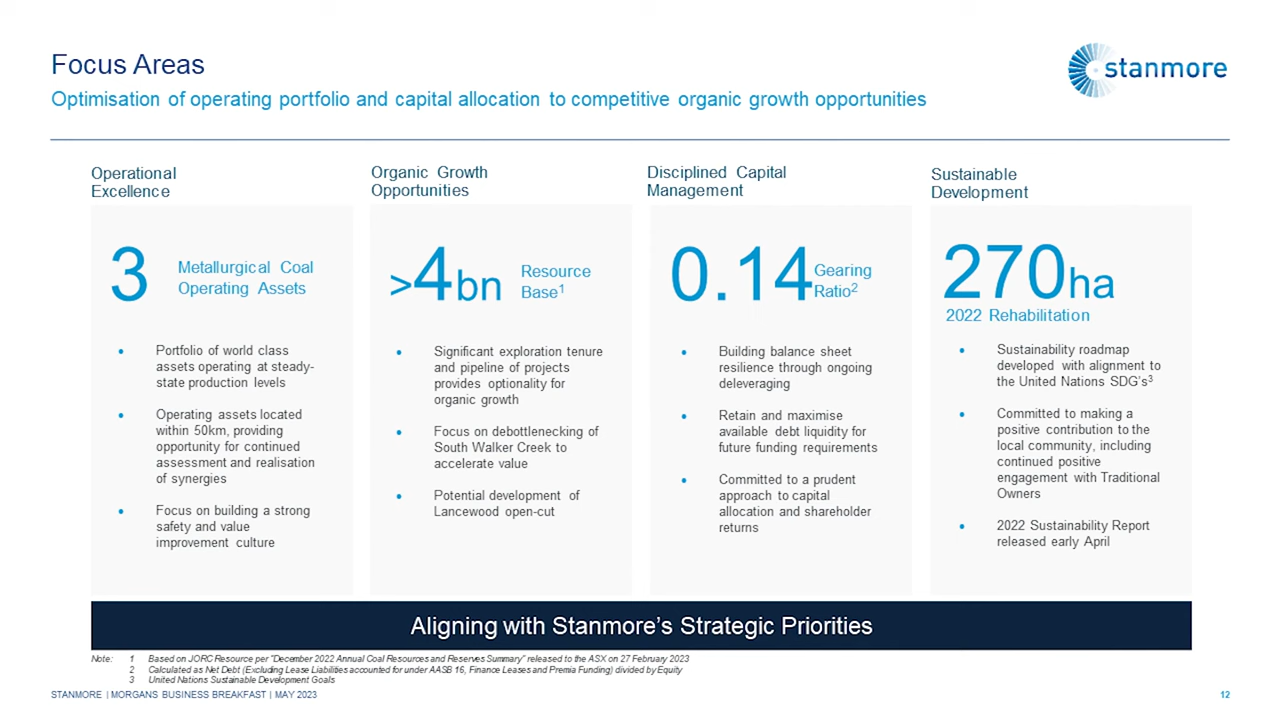 Focus Areas
stanmore
Optimisation of operating portfolio and capital allocation to competitive organic growth opportunities
Operational
Excellence
3
Metallurgical Coal
Operating Assets
• Portfolio of world class
assets operating at steady-
state production levels
• Operating assets located
within 50km, providing
opportunity for continued
assessment and realisation
of synergies
• Focus on building a strong
safety and value
improvement culture
Organic Growth
Opportunities
>4bn
Resource
Base1
• Significant exploration tenure
and pipeline of projects
provides optionality for
organic growth
• Focus on debottlenecking of
South Walker Creek to
accelerate value
• Potential development of
Lancewood open-cut
Disciplined Capital
Management
0.14
Gearing
Ratio2
• Building balance sheet
resilience through ongoing
deleveraging
• Retain and maximise
available debt liquidity for
future funding requirements
• Committed to a prudent
approach to capital
allocation and shareholder
returns
Sustainable
Development
270ha
2022 Rehabilitation
• Sustainability roadmap
developed with alignment to
the United Nations SDG's3
• Committed to making a
positive contribution to the
local community, including
continued positive
engagement with Traditional
Owners
• 2022 Sustainability Report
released early April
Aligning with Stanmore's Strategic Priorities
Note: 1 Based on JORC Resource per "December 2022 Annual Coal Resources and Reserves Summary" released to the ASX on 27 February 2023
2 Calculated as Net Debt (Excluding Lease Liabilities accounted for under AASB 16, Finance Leases and Premia Funding) divided by Equity
3 United Nations Sustainable Development Goals
STANMORE | MORGANS BUSINESS BREAKFAST | MAY 2023
12